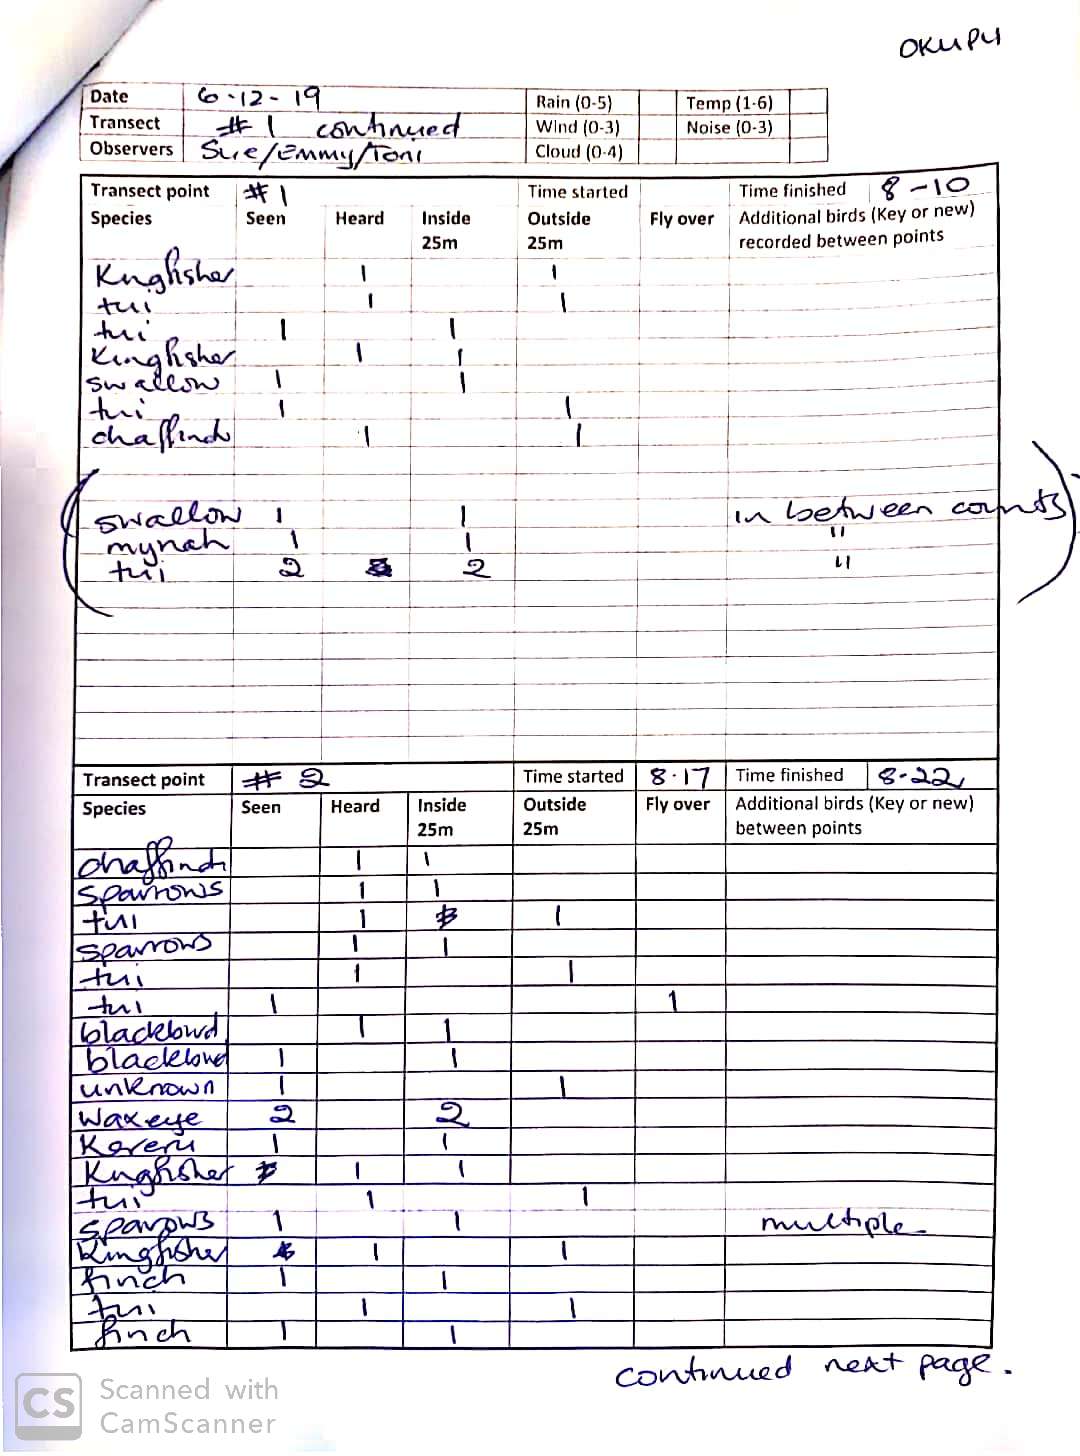 OKUPU
Date 6-12-19 Rain (0-5) Temp (1-6)
Transect # 1 continued Wind (0-3) Noise (0-3)
Observers Sue/Emmy/Toni Cloud (0-4)
Transect point #1 Time started Time finished 8-10
Species Seen Heard Inside 25m Outside 25m Fly over Additional birds (Key or new) recorded between points
Kngfisher 1 1
tui 1 1
tui 1 1
Kingfisher 1 1
swallow 1 1
tui 1 1
chaffinch 1 1
swallow 1 1 in between counts
mynah 1 1 "
tui 2 2 "
Transect point # 2 Time started 8.17 Time finished 8-22
Species Seen Heard Inside 25m Outside 25m Fly over Additional birds (Key or new) between points
chaffinch 1 1
sparrows 1 1
tui 1 1
sparrows 1 1
tui 1 1
tui 1 1
blackbird 1 1
blackbird 1 1
unknown 1 1
Waxeye 2 2
Kereru 1 1
Kngfisher 1 1
tui 1 1
sparows 1 1 multiple
Kingfisher 1 1
finch 1 1
tui 1 1
finch 1 1
continued next page.
CS Scanned with
CamScanner